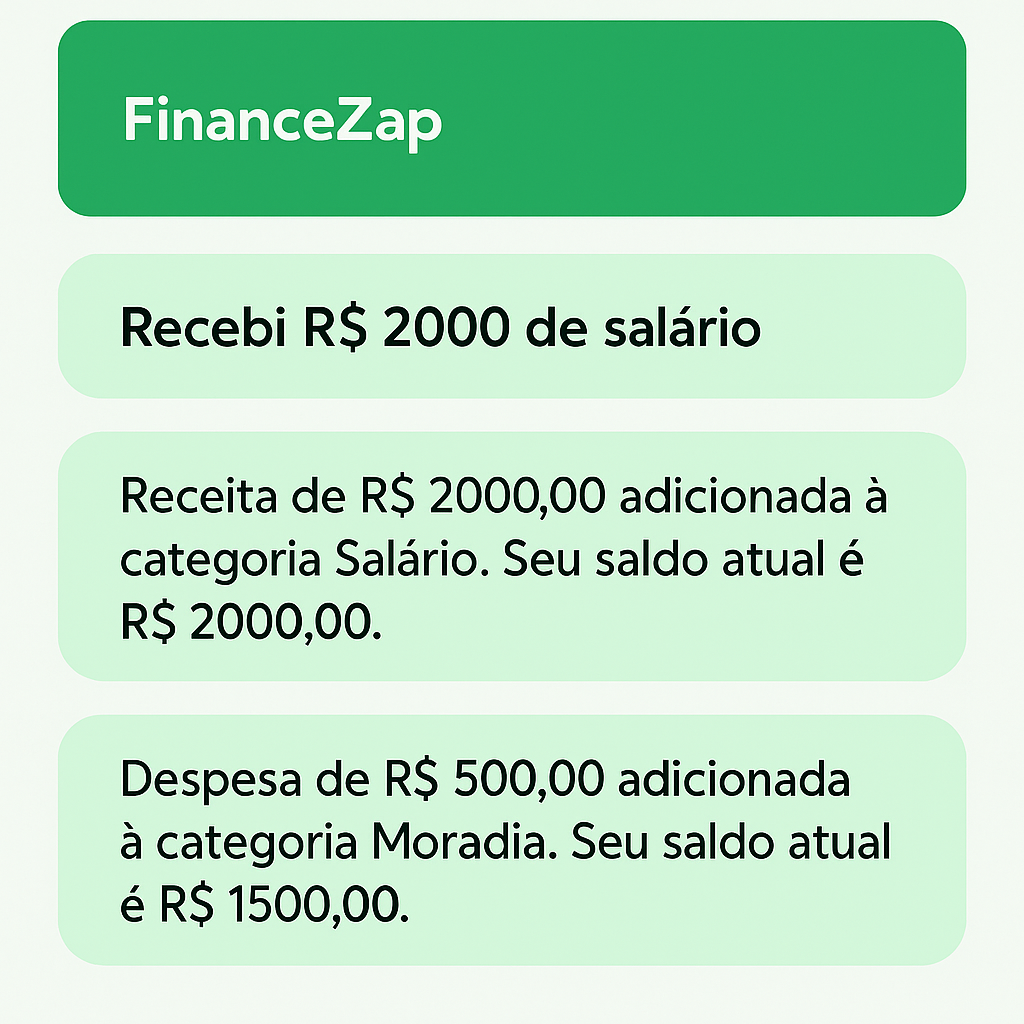 FinanceZap
Recebi R$ 2000 de salário
Receita de R$ 2000,00 adicionada à
categoria Salário. Seu saldo atual é
R$ 2000,00.
Despesa de R$ 500,00 adicionada
à categoria Moradia. Seu saldo atual
é R$ 1500,00.